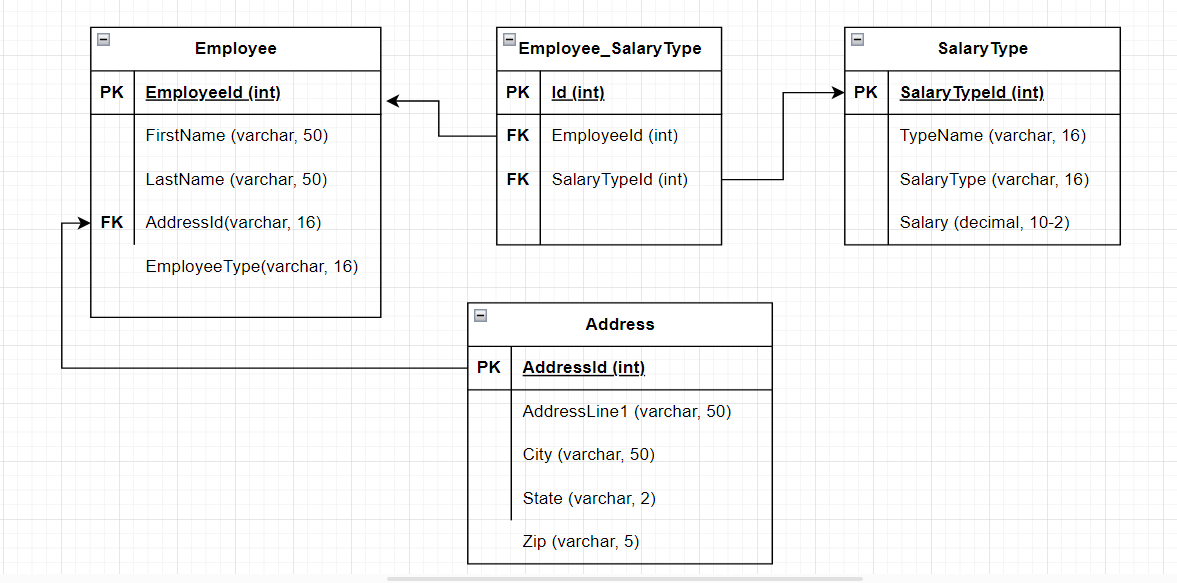 Employee
PK EmployeeId (int)
FirstName (varchar, 50)
LastName (varchar, 50)
FK AddressId(varchar, 16)
EmployeeType(varchar, 16)
Employee_SalaryType
PK Id (int)
FK EmployeeId (int)
FK SalaryTypeId (int)
SalaryType
PK SalaryTypeId (int)
TypeName (varchar, 16)
SalaryType (varchar, 16)
Salary (decimal, 10-2)
Address
PK AddressId (int)
AddressLine1 (varchar, 50)
City (varchar, 50)
State (varchar, 2)
Zip (varchar, 5)